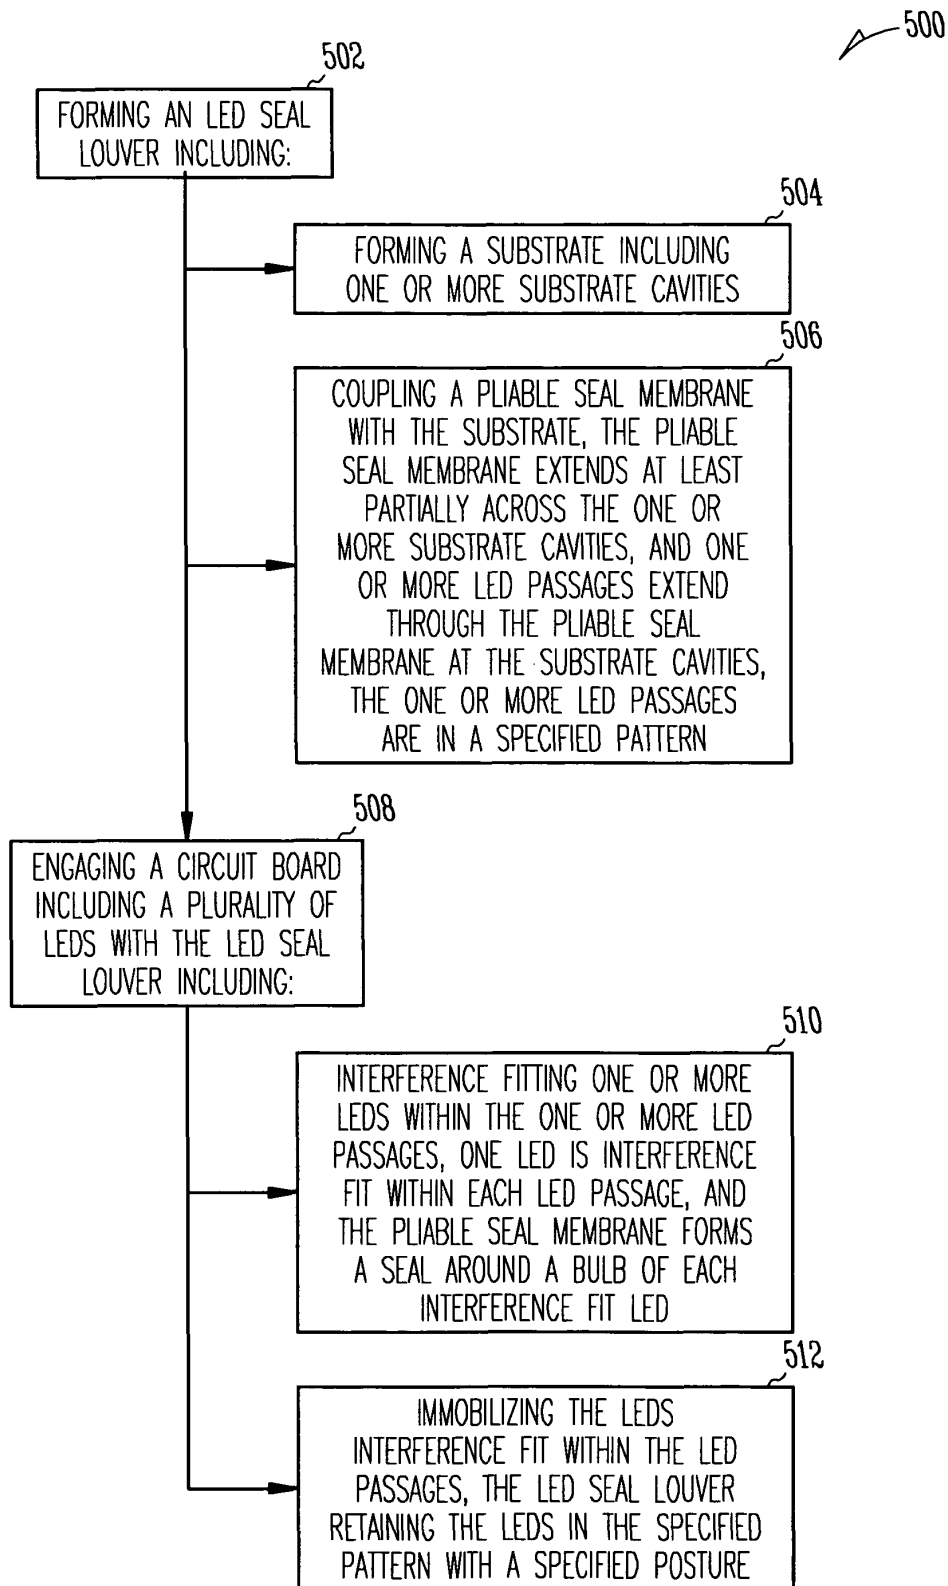 500
502
FORMING AN LED SEAL
LOUVER INCLUDING:
504
FORMING A SUBSTRATE INCLUDING
ONE OR MORE SUBSTRATE CAVITIES
506
COUPLING A PLIABLE SEAL MEMBRANE
WITH THE SUBSTRATE, THE PLIABLE
SEAL MEMBRANE EXTENDS AT LEAST
PARTIALLY ACROSS THE ONE OR
MORE SUBSTRATE CAVITIES, AND ONE
OR MORE LED PASSAGES EXTEND
THROUGH THE PLIABLE SEAL
MEMBRANE AT THE SUBSTRATE CAVITIES,
THE ONE OR MORE LED PASSAGES
ARE IN A SPECIFIED PATTERN
508
ENGAGING A CIRCUIT BOARD
INCLUDING A PLURALITY OF
LEDS WITH THE LED SEAL
LOUVER INCLUDING:
510
INTERFERENCE FITTING ONE OR MORE
LEDS WITHIN THE ONE OR MORE LED
PASSAGES, ONE LED IS INTERFERENCE
FIT WITHIN EACH LED PASSAGE, AND
THE PLIABLE SEAL MEMBRANE FORMS
A SEAL AROUND A BULB OF EACH
INTERFERENCE FIT LED
512
IMMOBILIZING THE LEDS
INTERFERENCE FIT WITHIN THE LED
PASSAGES, THE LED SEAL LOUVER
RETAINING THE LEDS IN THE SPECIFIED
PATTERN WITH A SPECIFIED POSTURE